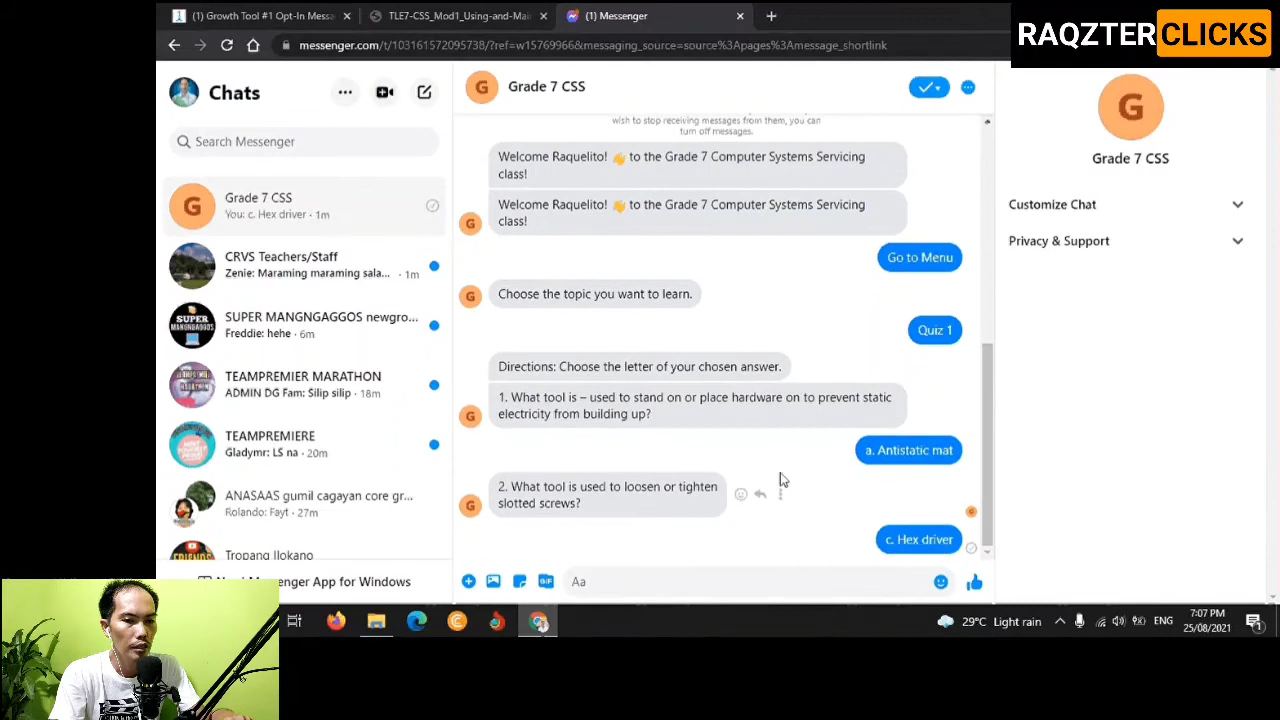 (1) Growth Tool #1 Opt-In Messa
TLE7-CSS_Mod1_Using-and-Mai
(1) Messenger
RAQZTERCLICKS
messenger.com/t/103161572095738/?ref=w15769966&messaging_source=source%3Apages%3Amessage_shortlink
Chats
Search Messenger
Grade 7 CSS
You: c. Hex driver · 1m
CRVS Teachers/Staff
Zenie: Maraming maraming sala... · 1m
SUPER MANGNGAGGOS newgro...
Freddie: hehe · 6m
SUPER
MANGNGAGGOS
TEAMPREMIER MARATHON
ADMIN DG Fam: Silip silip · 18m
TEAMPREMIERE
Gladymr: LS na · 20m
ANASAAS gumil cagayan core gr...
Rolando: Fayt · 27m
Tropang Ilokano
Messenger App for Windows
G
Grade 7 CSS
wish to stop receiving messages from them, you can
turn off messages.
Welcome Raquelito! 👋 to the Grade 7 Computer Systems Servicing
class!
Welcome Raquelito! 👋 to the Grade 7 Computer Systems Servicing
class!
Go to Menu
Choose the topic you want to learn.
Quiz 1
Directions: Choose the letter of your chosen answer.
1. What tool is – used to stand on or place hardware on to prevent static
electricity from building up?
a. Antistatic mat
2. What tool is used to loosen or tighten
slotted screws?
c. Hex driver
GIF
Aa
G
Grade 7 CSS
Customize Chat
Privacy & Support
29°C Light rain
ENG
7:07 PM
25/08/2021